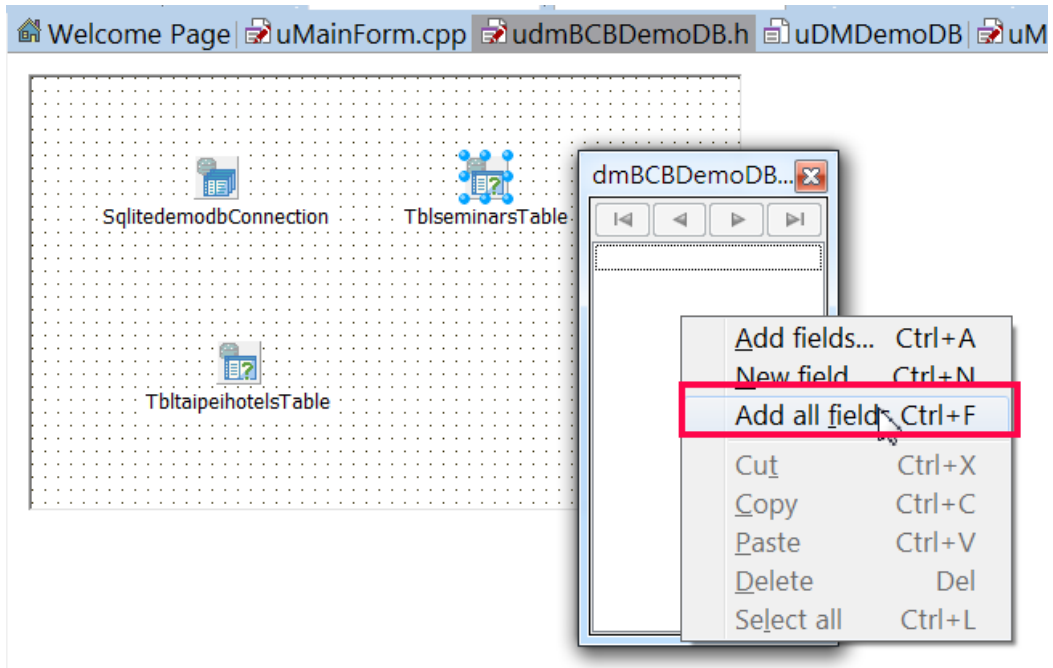 Welcome Page uMainForm.cpp udmBCBDemoDB.h uDMDemoDB uM
SqlitedemodbConnection TblseminarsTable
TbltaipeihotelsTable
dmBCBDemoDB...
Add fields... Ctrl+A
New field... Ctrl+N
Add all fields Ctrl+F
Cut Ctrl+X
Copy Ctrl+C
Paste Ctrl+V
Delete Del
Select all Ctrl+L